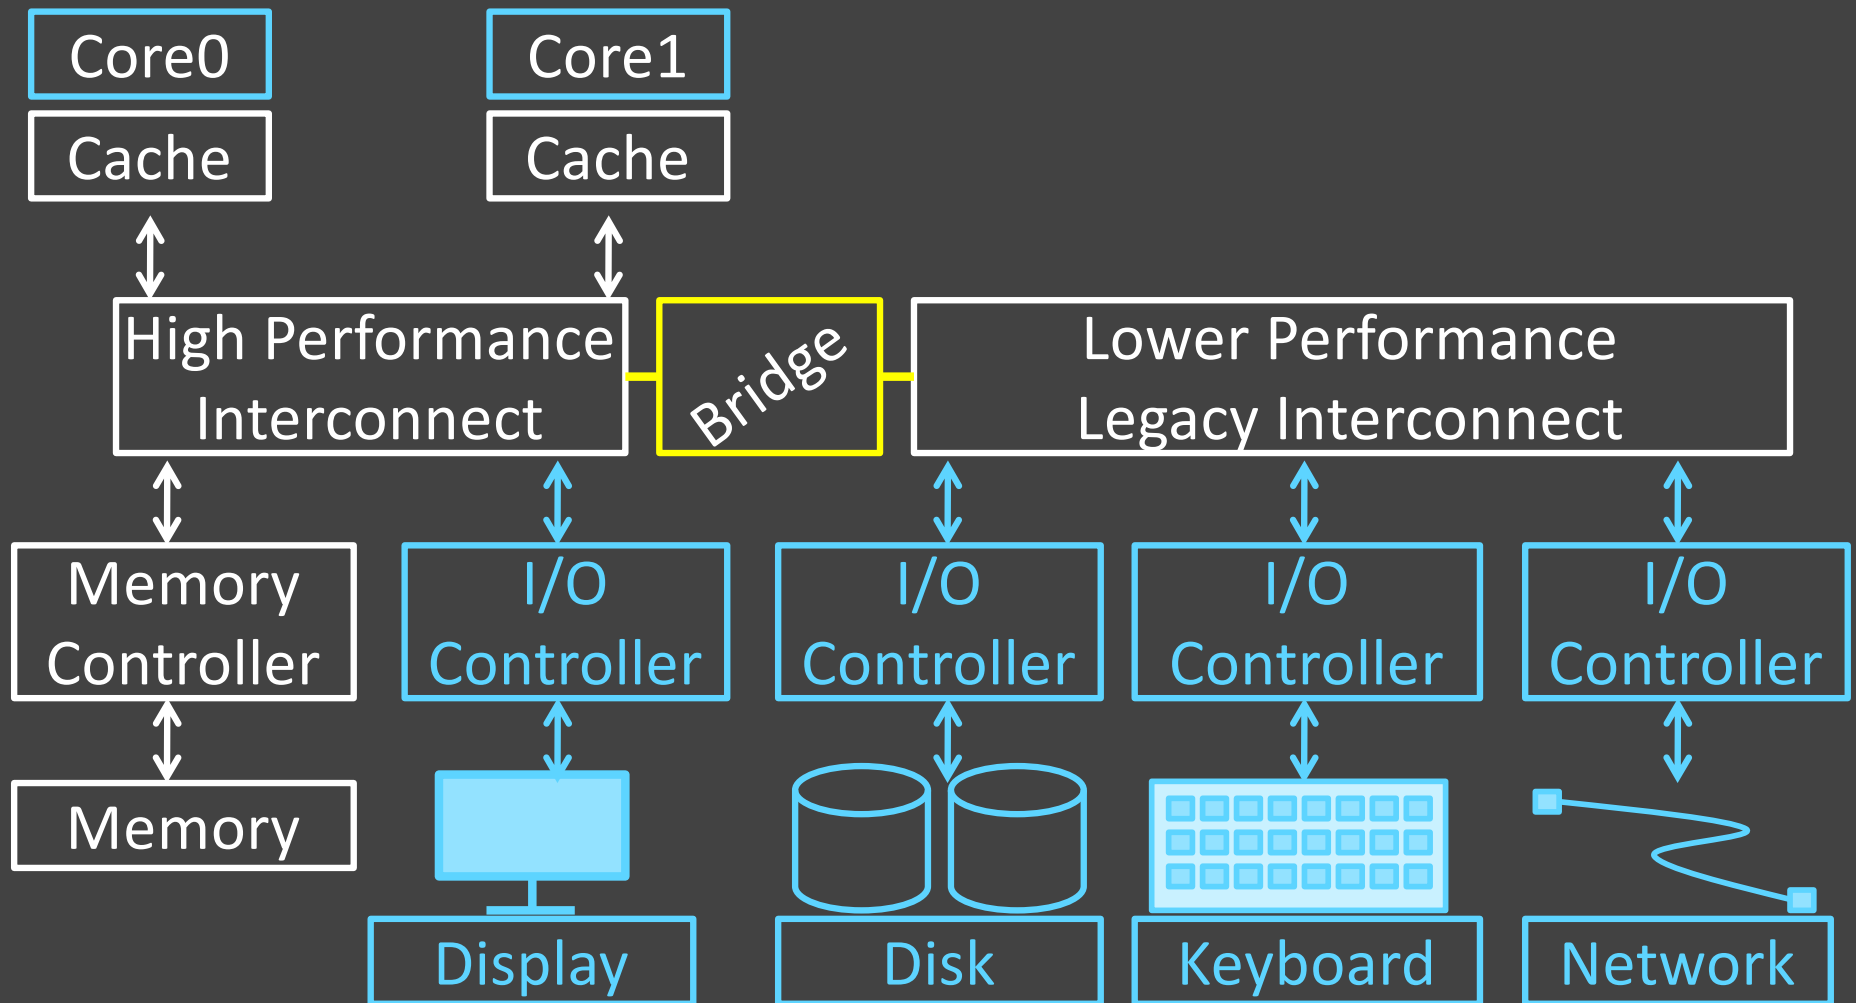 Core0
Core1
Cache
Cache
High Performance
Interconnect
Bridge
Lower Performance
Legacy Interconnect
Memory
Controller
I/O
Controller
I/O
Controller
I/O
Controller
I/O
Controller
Memory
Display
Disk
Keyboard
Network